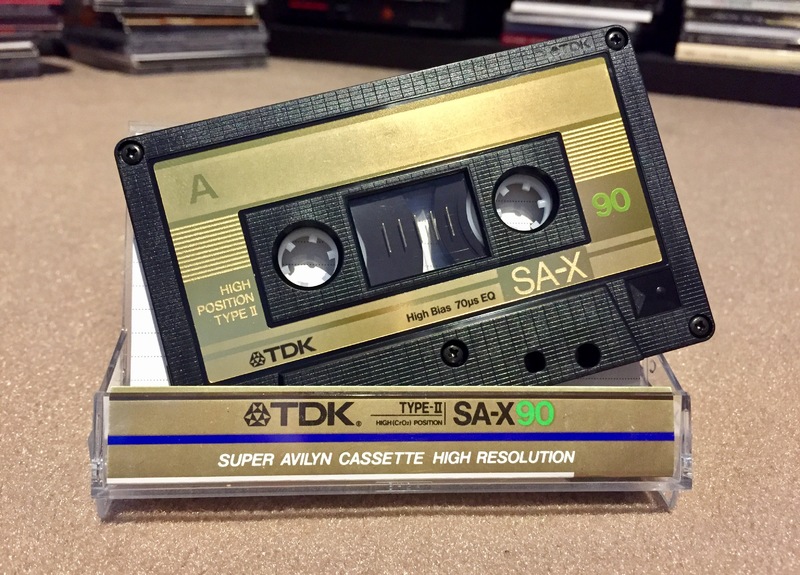 TDK
A
90
HIGH
POSITION
TYPE II
SA-X
High Bias 70µs EQ
TDK
TDK® TYPE-II SA-X90
HIGH(CrO₂) POSITION
SUPER AVILYN CASSETTE HIGH RESOLUTION